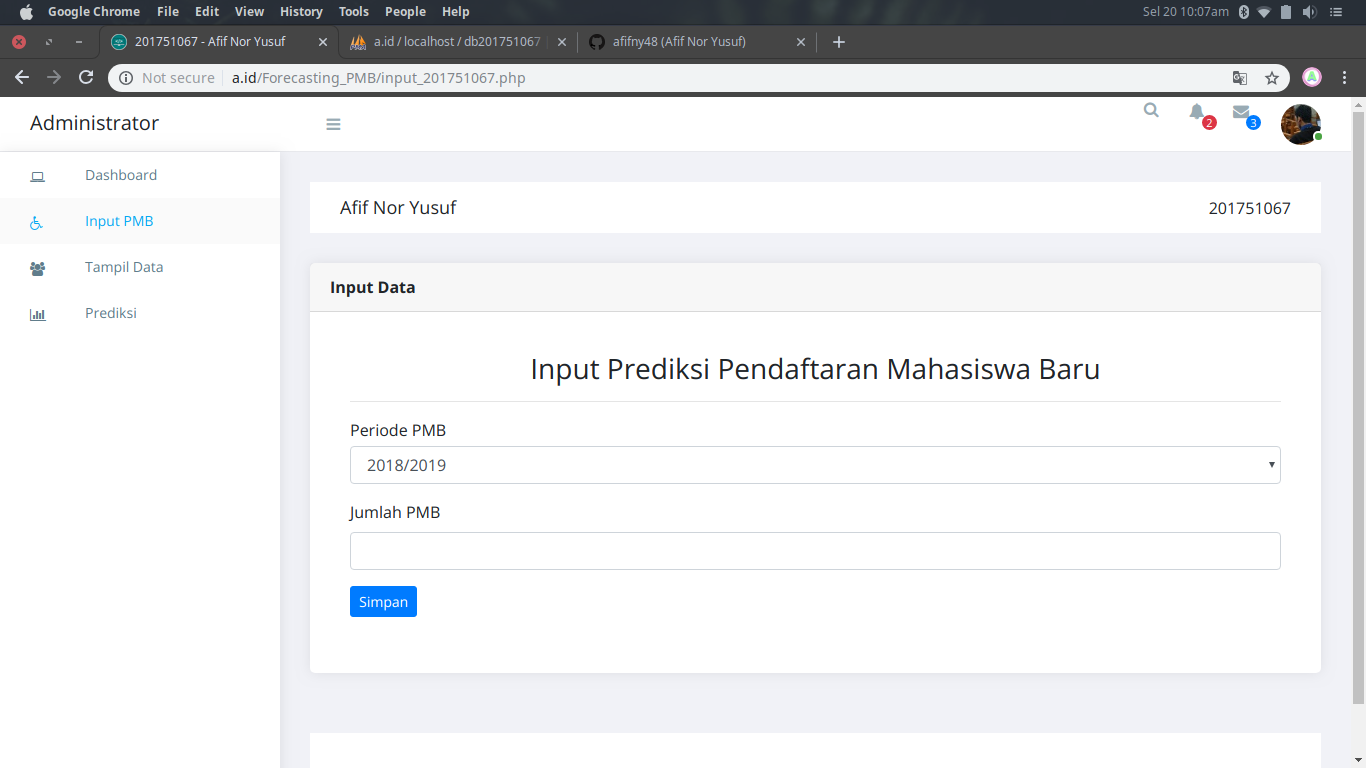 Google Chrome File Edit View History Tools People Help Sel 20 10:07am
201751067 - Afif Nor Yusuf
a.id / localhost / db201751067
afifny48 (Afif Nor Yusuf)
Not secure a.id/Forecasting_PMB/input_201751067.php
Administrator
2
3
Dashboard
Input PMB
Tampil Data
Prediksi
Afif Nor Yusuf 201751067
Input Data
Input Prediksi Pendaftaran Mahasiswa Baru
Periode PMB
2018/2019
Jumlah PMB
Simpan